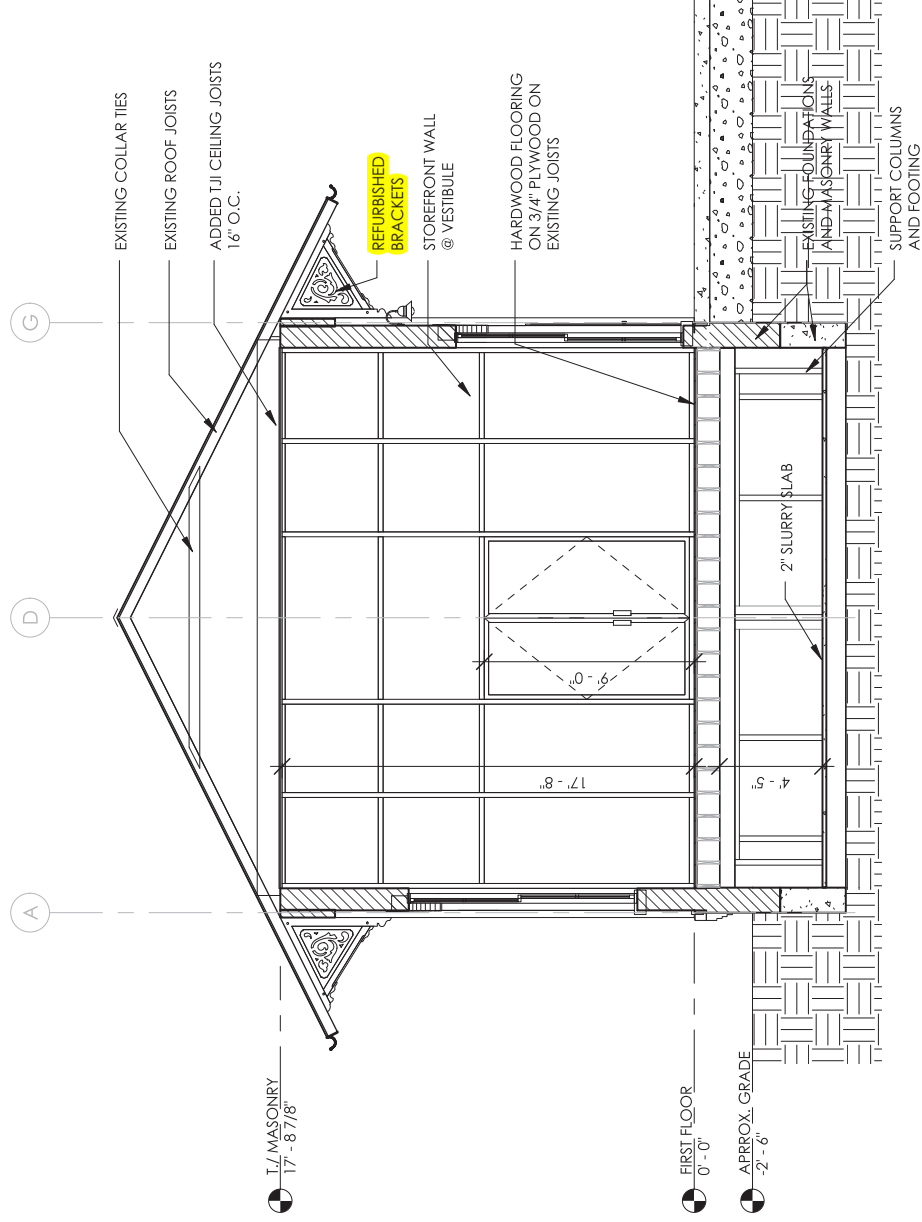 A
D
G
EXISTING COLLAR TIES
EXISTING ROOF JOISTS
ADDED TJI CEILING JOISTS
16" O.C.
REFURBISHED
BRACKETS
STOREFRONT WALL
@ VESTIBULE
HARDWOOD FLOORING
ON 3/4" PLYWOOD ON
EXISTING JOISTS
EXISTING FOUNDATIONS
AND MASONRY WALLS
SUPPORT COLUMNS
AND FOOTING
2" SLURRY SLAB
9' - 0"
17' - 8"
4' - 5"
T./ MASONRY
17' - 8 7/8"
FIRST FLOOR
0' - 0"
APRROX. GRADE
-2' - 6"